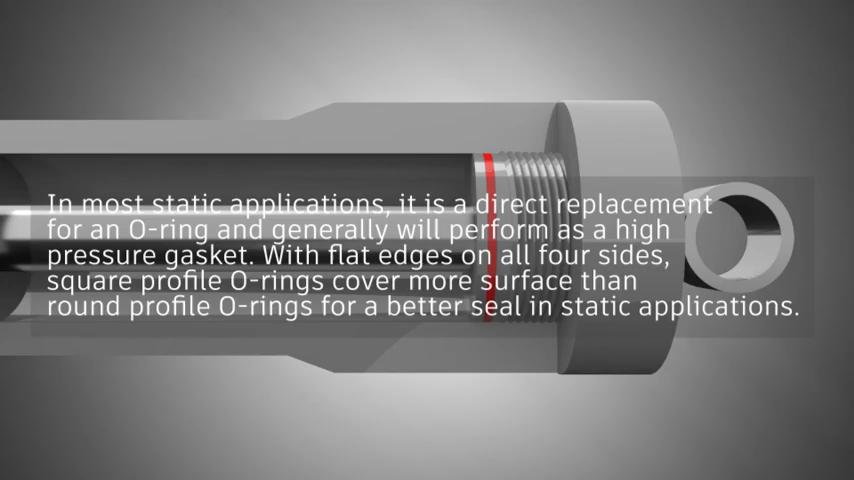 In most static applications, it is a direct replacement
for an O-ring and generally will perform as a high
pressure gasket. With flat edges on all four sides,
square profile O-rings cover more surface than
round profile O-rings for a better seal in static applications.